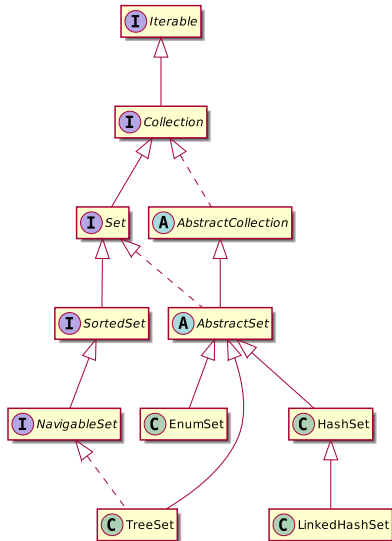 I Iterable
I Collection
I Set
A AbstractCollection
I SortedSet
A AbstractSet
I NavigableSet
C EnumSet
C HashSet
C TreeSet
C LinkedHashSet